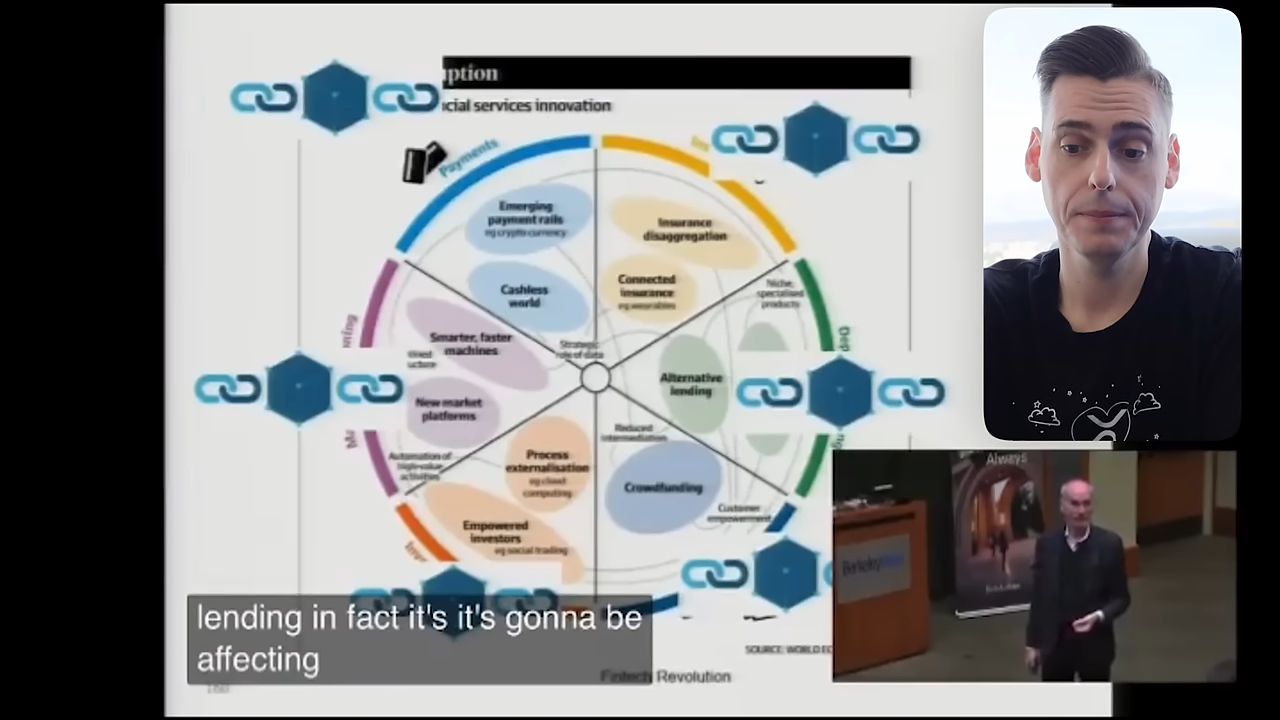 ption
cial services innovation
Payments
Emerging
payment rails
eg crypto currency
Insurance
disaggregation
Cashless
world
Connected
insurance
eg wearables
Niche,
specialised
products
Smarter, faster
machines
Strategic
role of data
Alternative
lending
New market
platforms
Reduced
intermediation
Automation of
high-value
activities
Process
externalisation
eg cloud
computing
Crowdfunding
Customer
empowerment
Empowered
investors
eg social trading
SOURCE: WORLD EC
Fintech Revolution
lending in fact it's it's gonna be
affecting
Always
Berkeley